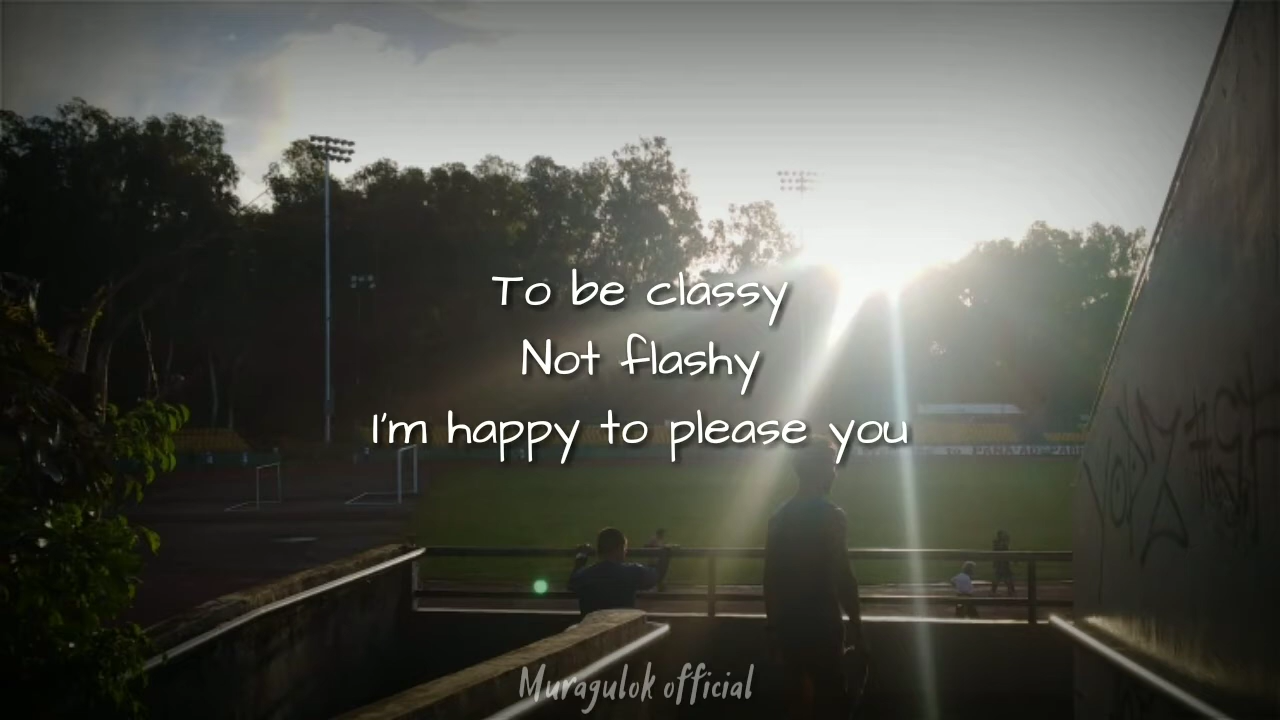 To be classy
Not flashy
I'm happy to please you
Muragulok official